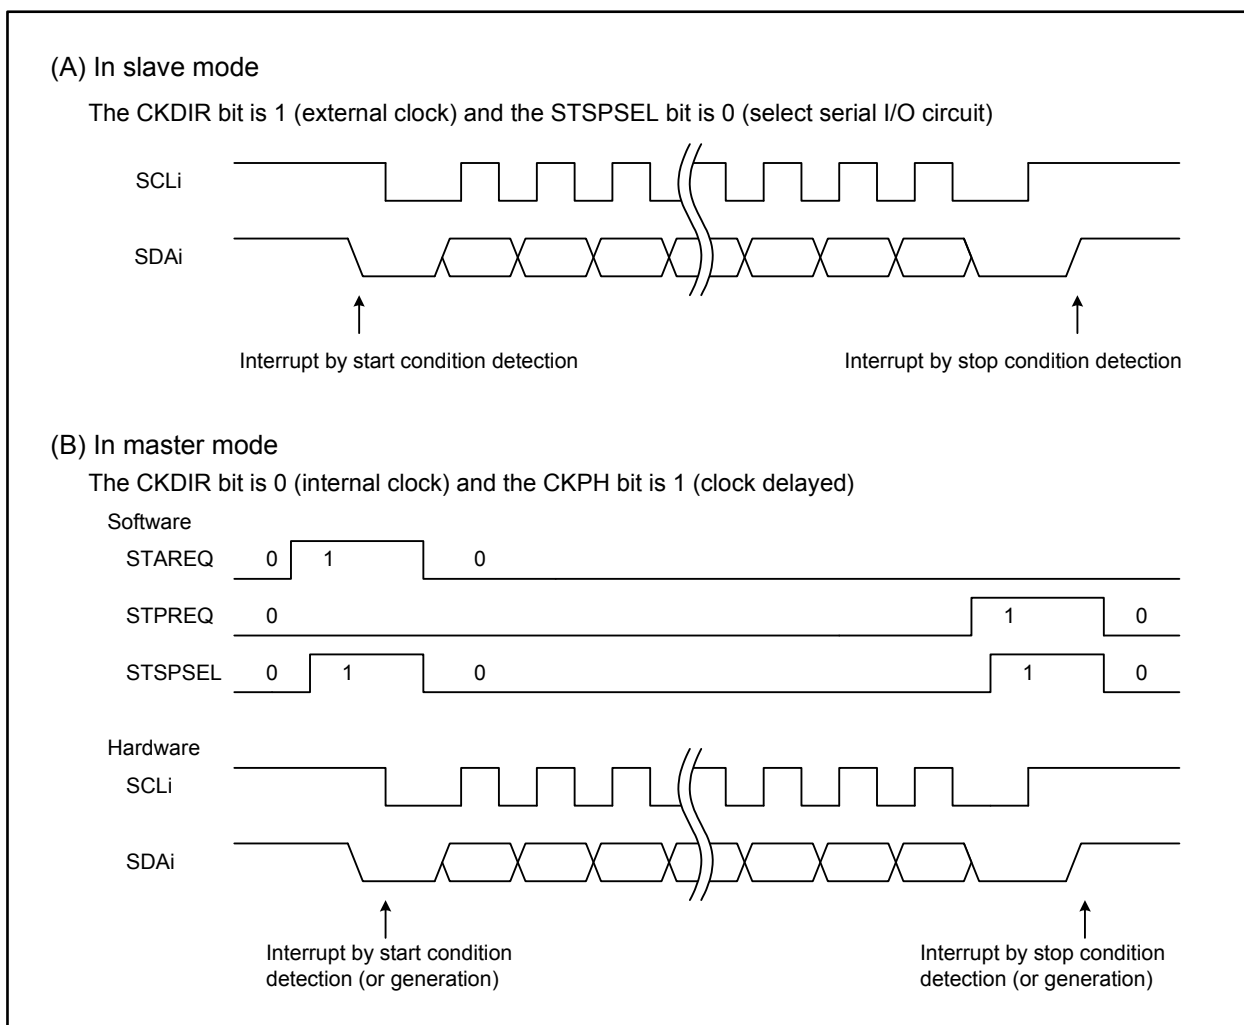 (A) In slave mode
The CKDIR bit is 1 (external clock) and the STSPSEL bit is 0 (select serial I/O circuit)
SCLi
SDAi
Interrupt by start condition detection
Interrupt by stop condition detection
(B) In master mode
The CKDIR bit is 0 (internal clock) and the CKPH bit is 1 (clock delayed)
Software
STAREQ 0 1 0
STPREQ 0 1 0
STSPSEL 0 1 0 1 0
Hardware
SCLi
SDAi
Interrupt by start condition
detection (or generation)
Interrupt by stop condition
detection (or generation)